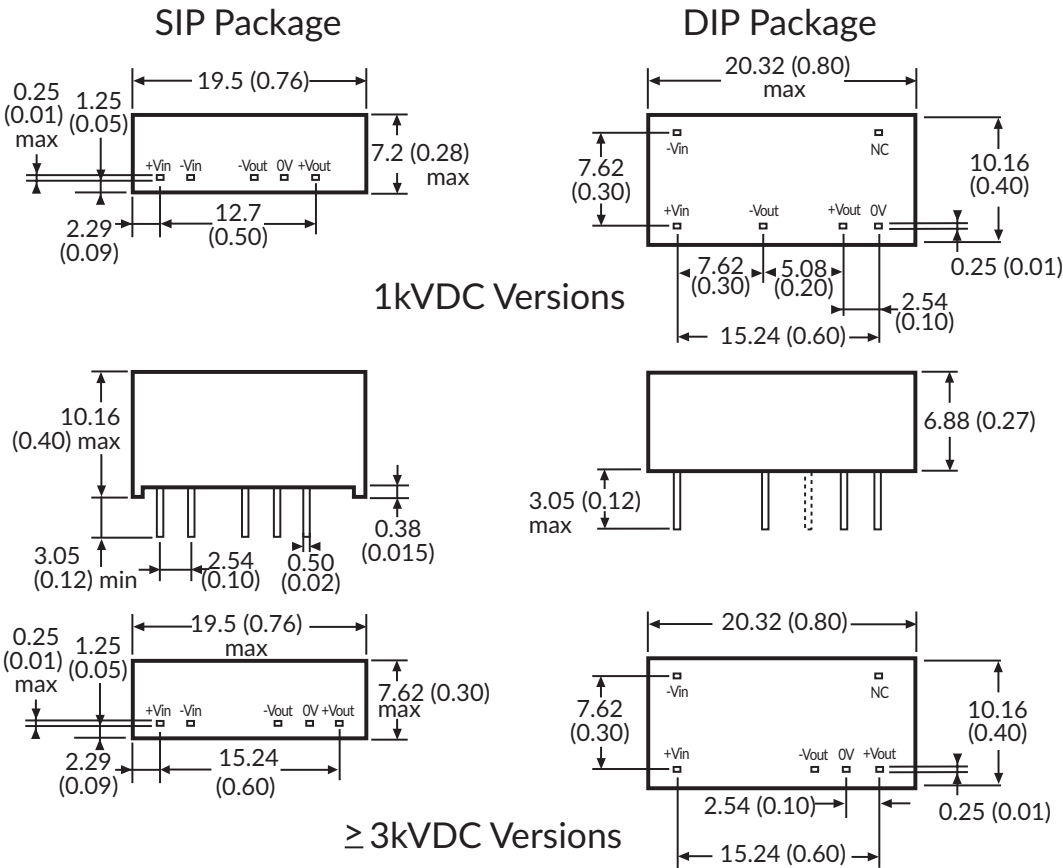 SIP Package
DIP Package
19.5 (0.76)
0.25
(0.01)
max
1.25
(0.05)
+Vin -Vin -Vout 0V +Vout
7.2 (0.28)
max
2.29
(0.09)
12.7
(0.50)
20.32 (0.80)
max
-Vin
NC
7.62
(0.30)
10.16
(0.40)
+Vin -Vout +Vout 0V
0.25 (0.01)
7.62
(0.30)
5.08
(0.20)
2.54
(0.10)
15.24 (0.60)
1kVDC Versions
10.16
(0.40) max
0.38
(0.015)
3.05
(0.12) min
2.54
(0.10)
0.50
(0.02)
6.88 (0.27)
3.05 (0.12)
max
19.5 (0.76)
max
0.25
(0.01)
max
1.25
(0.05)
+Vin -Vin -Vout 0V +Vout
7.62 (0.30)
max
2.29
(0.09)
15.24
(0.60)
20.32 (0.80)
-Vin
NC
7.62
(0.30)
10.16
(0.40)
+Vin -Vout 0V +Vout
2.54 (0.10)
0.25 (0.01)
15.24 (0.60)
≥ 3kVDC Versions